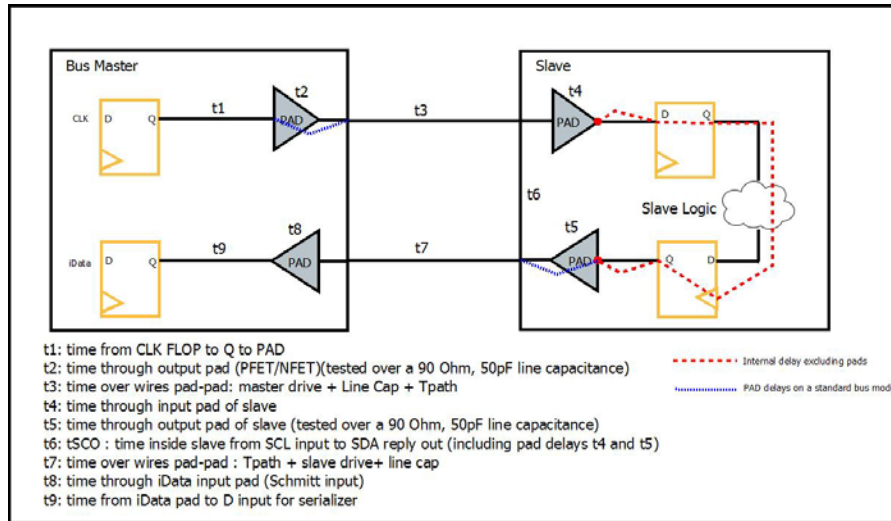 Bus Master
Slave
t2
t4
t1
t3
CLK
D
Q
PAD
PAD
D
Q
t6
Slave Logic
t8
t5
t9
t7
iData
D
Q
PAD
PAD
Q
D
t1: time from CLK FLOP to Q to PAD
t2: time through output pad (PFET/NFET)(tested over a 90 Ohm, 50pF line capacitance)
t3: time over wires pad-pad: master drive + Line Cap + Tpath
t4: time through input pad of slave
t5: time through output pad of slave (tested over a 90 Ohm, 50pF line capacitance)
t6: tSCO : time inside slave from SCL input to SDA reply out (including pad delays t4 and t5)
t7: time over wires pad-pad : Tpath + slave drive+ line cap
t8: time through iData input pad (Schmitt input)
t9: time from iData pad to D input for serializer
Internal delay excluding pads
PAD delays on a standard bus mod